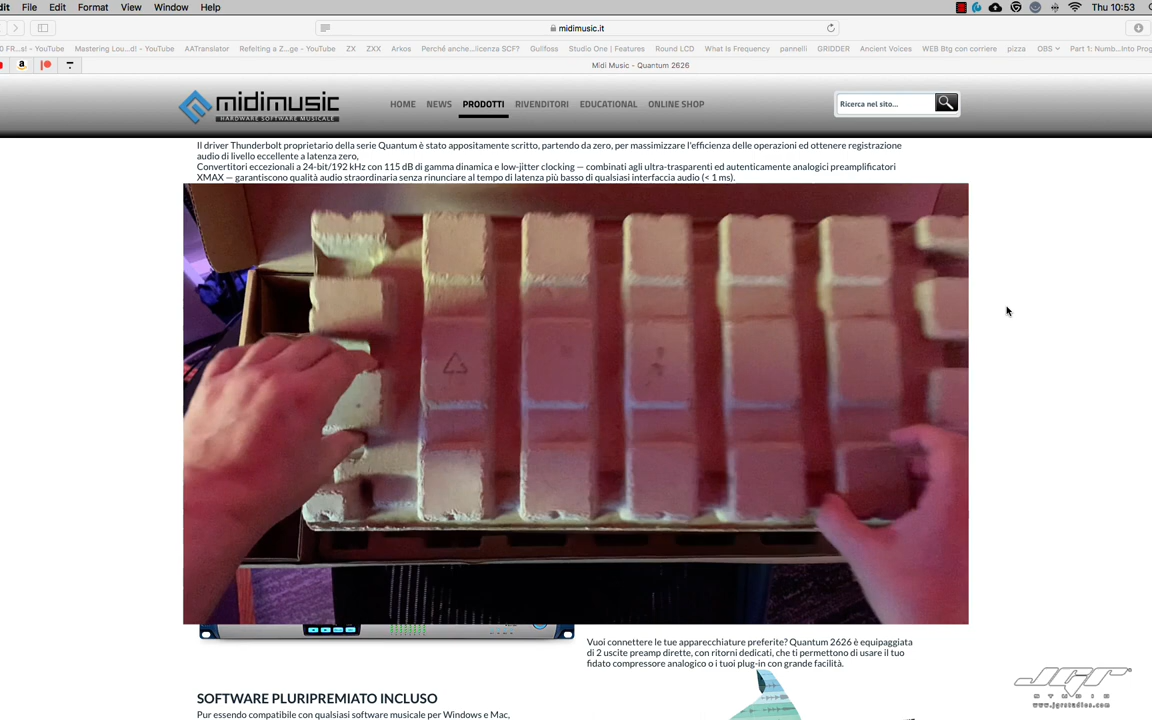 dit File Edit Format View Window Help Thu 10:53
midimusic.it
0 FR...s! - YouTube Mastering Lou...d! - YouTube AATranslator Refelting a Z...ge - YouTube ZX ZXX Arkos Perché anche...licenza SCF? Gullfoss Studio One | Features Round LCD What Is Frequency pannelli GRIDDER Ancient Voices WEB Btg con corriere pizza OBS Part 1: Numb...Into Prog
Midi Music - Quantum 2626
midimusic
HARDWARE SOFTWARE MUSICALE
HOME NEWS PRODOTTI RIVENDITORI EDUCATIONAL ONLINE SHOP
Ricerca nel sito...
Il driver Thunderbolt proprietario della serie Quantum è stato appositamente scritto, partendo da zero, per massimizzare l'efficienza delle operazioni ed ottenere registrazione
audio di livello eccellente a latenza zero,
Convertitori eccezionali a 24-bit/192 kHz con 115 dB di gamma dinamica e low-jitter clocking — combinati agli ultra-trasparenti ed autenticamente analogici preamplificatori
XMAX — garantiscono qualità audio straordinaria senza rinunciare al tempo di latenza più basso di qualsiasi interfaccia audio (< 1 ms).
Vuoi connettere le tue apparecchiature preferite? Quantum 2626 è equipaggiata
di 2 uscite preamp dirette, con ritorni dedicati, che ti permettono di usare il tuo
fidato compressore analogico o i tuoi plug-in con grande facilità.
SOFTWARE PLURIPREMIATO INCLUSO
Pur essendo compatibile con qualsiasi software musicale per Windows e Mac,
JGR
STUDIO
www.jgrstudios.com